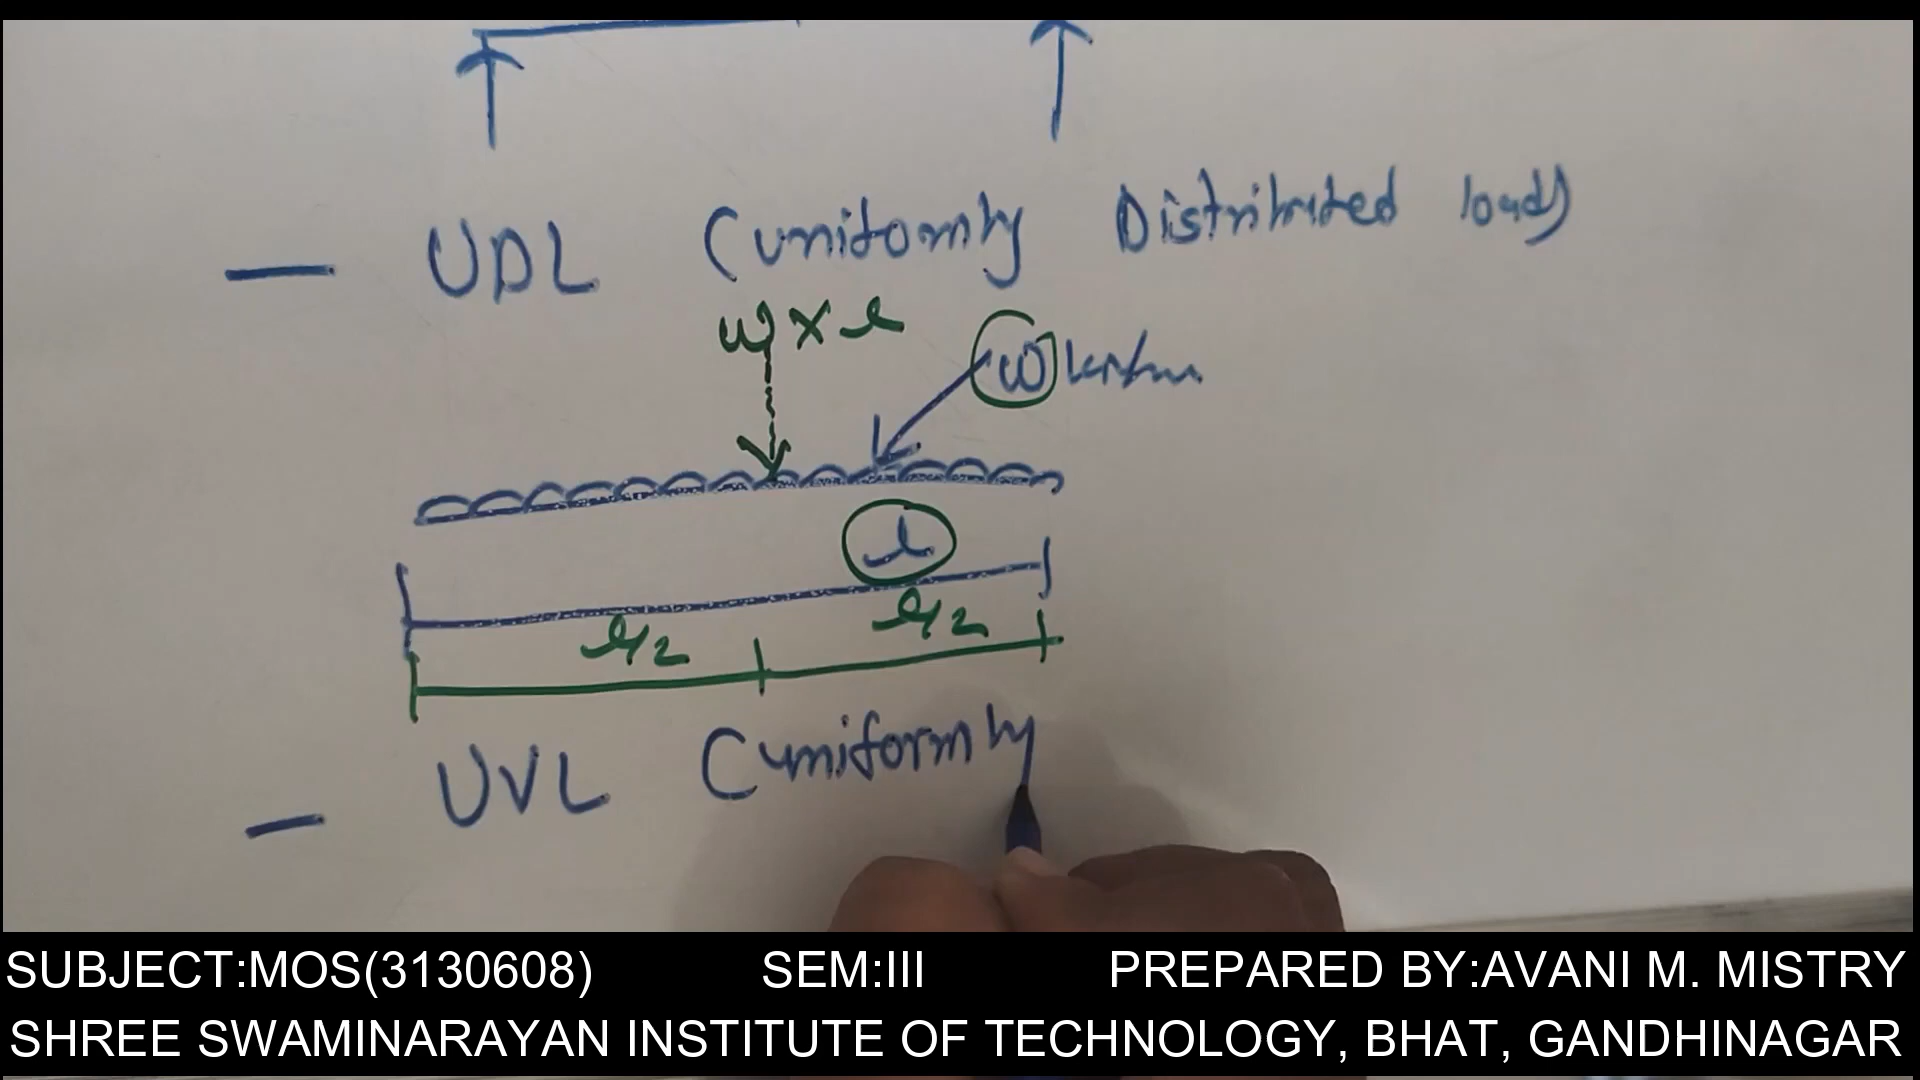 — UDL (uniformly Distributed load)
w × l
w kN/m
l
l/2
l/2
— UVL (uniformly
SUBJECT:MOS(3130608) SEM:III PREPARED BY:AVANI M. MISTRY
SHREE SWAMINARAYAN INSTITUTE OF TECHNOLOGY, BHAT, GANDHINAGAR